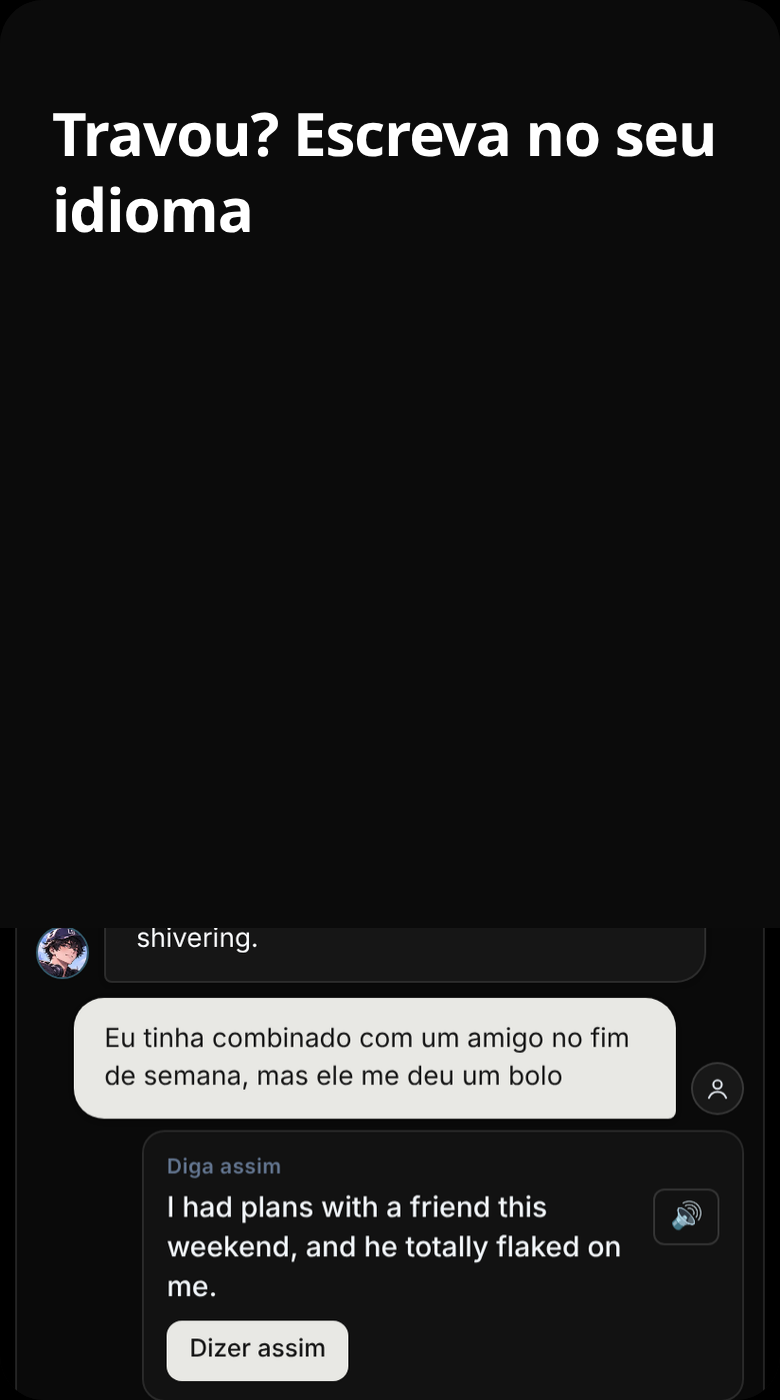 Travou? Escreva no seu
idioma
shivering.
Eu tinha combinado com um amigo no fim
de semana, mas ele me deu um bolo
Diga assim
I had plans with a friend this
weekend, and he totally flaked on
me.
Dizer assim